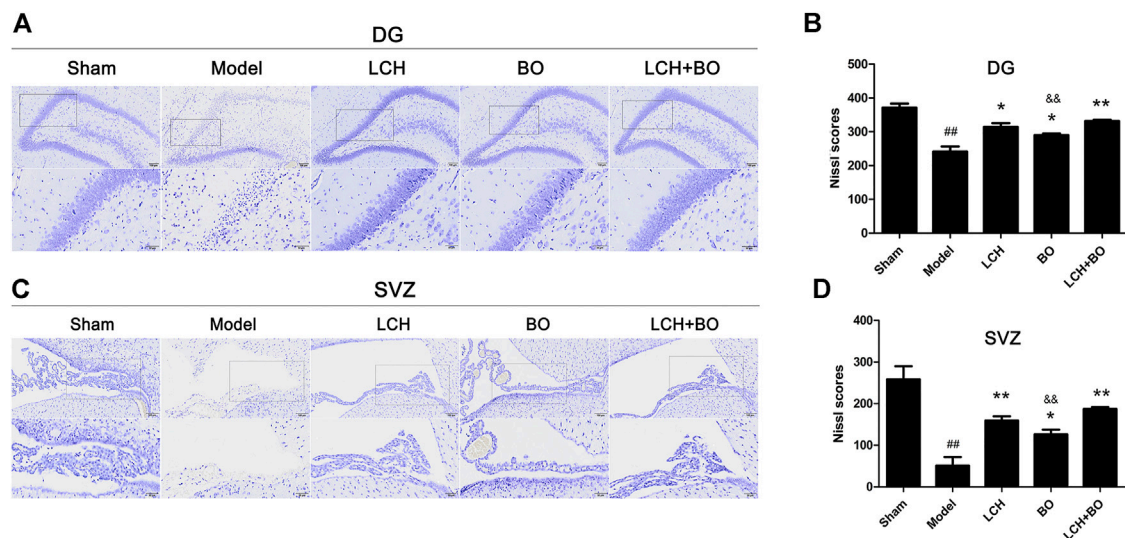 A
DG
Sham Model LCH BO LCH+BO
B
DG
Nissl scores
500
400
300
200
100
0
##
*
&&
*
**
Sham Model LCH BO LCH+BO
C
SVZ
Sham Model LCH BO LCH+BO
D
SVZ
Nissl scores
400
300
200
100
0
##
**
&&
*
**
Sham Model LCH BO LCH+BO